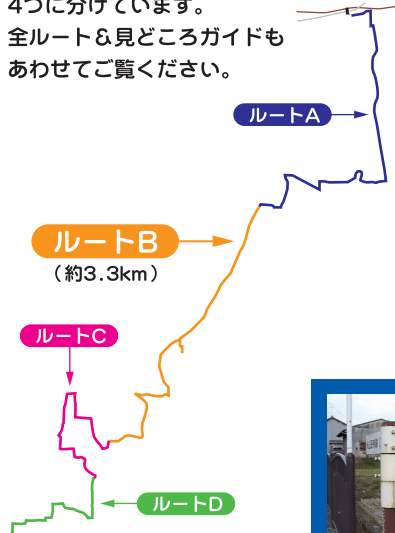 4つに分けています。
全ルート＆見どころガイドも
あわせてご覧ください。
ルートA
ルートB
（約3.3km）
ルートC
ルートD